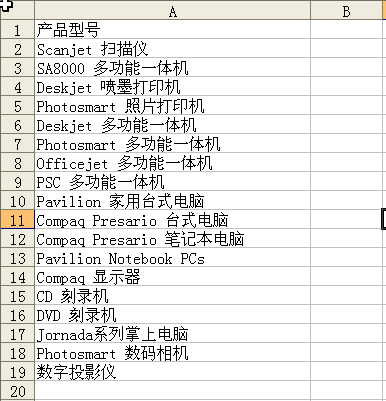 A B
1 产品型号
2 Scanjet 扫描仪
3 SA8000 多功能一体机
4 Deskjet 喷墨打印机
5 Photosmart 照片打印机
6 Deskjet 多功能一体机
7 Photosmart 多功能一体机
8 Officejet 多功能一体机
9 PSC 多功能一体机
10 Pavilion 家用台式电脑
11 Compaq Presario 台式电脑
12 Compaq Presario 笔记本电脑
13 Pavilion Notebook PCs
14 Compaq 显示器
15 CD 刻录机
16 DVD 刻录机
17 Jornada系列掌上电脑
18 Photosmart 数码相机
19 数字投影仪
20